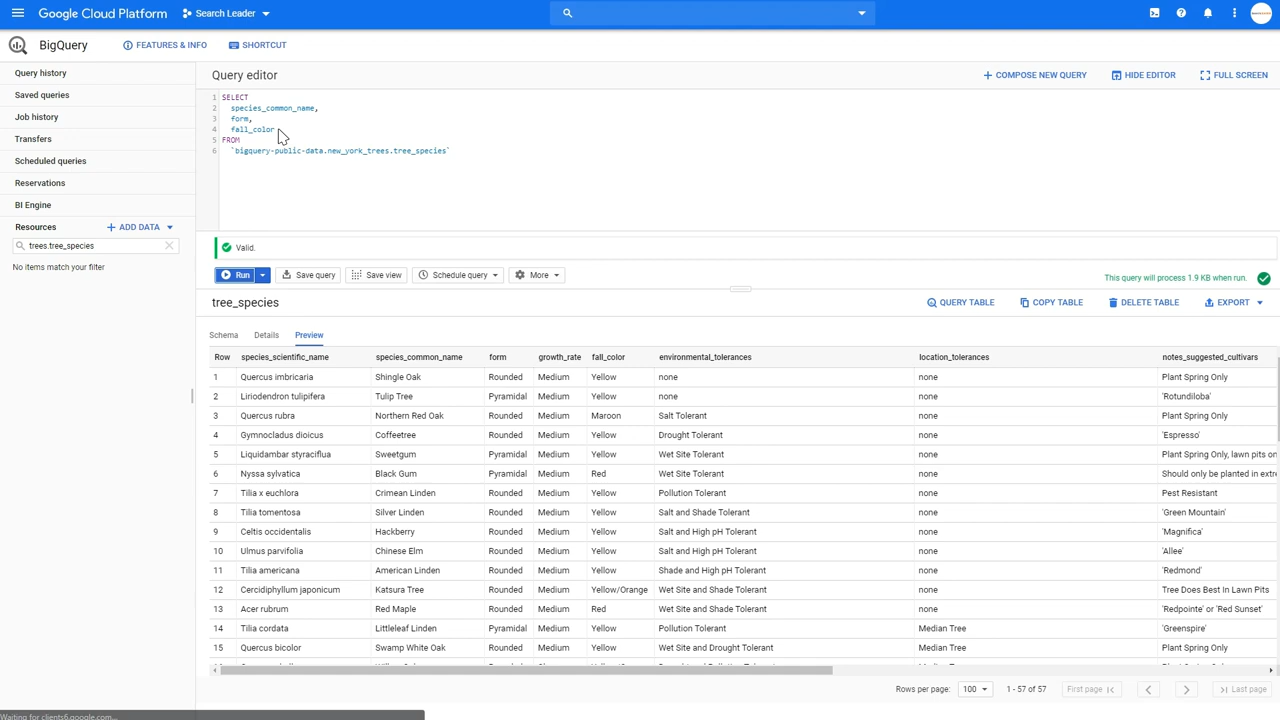 Google Cloud Platform Search Leader
BigQuery FEATURES & INFO SHORTCUT
Query history
Saved queries
Job history
Transfers
Scheduled queries
Reservations
BI Engine
Resources + ADD DATA
trees.tree_species
No items match your filter
Query editor + COMPOSE NEW QUERY HIDE EDITOR FULL SCREEN
1 SELECT
2 species_common_name,
3 form,
4 fall_color
5 FROM
6 `bigquery-public-data.new_york_trees.tree_species`
Valid.
Run Save query Save view Schedule query More This query will process 1.9 KB when run.
tree_species QUERY TABLE COPY TABLE DELETE TABLE EXPORT
Schema Details Preview
Row species_scientific_name species_common_name form growth_rate fall_color environmental_tolerances location_tolerances notes_suggested_cultivars
1 Quercus imbricaria Shingle Oak Rounded Medium Yellow none none Plant Spring Only
2 Liriodendron tulipifera Tulip Tree Pyramidal Medium Yellow none none 'Rotundiloba'
3 Quercus rubra Northern Red Oak Rounded Medium Maroon Salt Tolerant none Plant Spring Only
4 Gymnocladus dioicus Coffeetree Rounded Medium Yellow Drought Tolerant none 'Espresso'
5 Liquidambar styraciflua Sweetgum Pyramidal Medium Yellow Wet Site Tolerant none Plant Spring Only, lawn pits on
6 Nyssa sylvatica Black Gum Pyramidal Medium Red Wet Site Tolerant none Should only be planted in extre
7 Tilia x euchlora Crimean Linden Rounded Medium Yellow Pollution Tolerant none Pest Resistant
8 Tilia tomentosa Silver Linden Rounded Medium Yellow Salt and Shade Tolerant none 'Green Mountain'
9 Celtis occidentalis Hackberry Rounded Medium Yellow Salt and High pH Tolerant none 'Magnifica'
10 Ulmus parvifolia Chinese Elm Rounded Medium Yellow Salt and High pH Tolerant none 'Allee'
11 Tilia americana American Linden Rounded Medium Yellow Shade and High pH Tolerant none 'Redmond'
12 Cercidiphyllum japonicum Katsura Tree Rounded Medium Yellow/Orange Wet Site and Shade Tolerant none Tree Does Best In Lawn Pits
13 Acer rubrum Red Maple Rounded Medium Red Wet Site and Shade Tolerant none 'Redpointe' or 'Red Sunset'
14 Tilia cordata Littleleaf Linden Pyramidal Medium Yellow Pollution Tolerant Median Tree 'Greenspire'
15 Quercus bicolor Swamp White Oak Rounded Medium Yellow Wet Site and Drought Tolerant Median Tree Plant Spring Only
Rows per page: 100 1 - 57 of 57 First page Last page
Waiting for clients6.google.com...